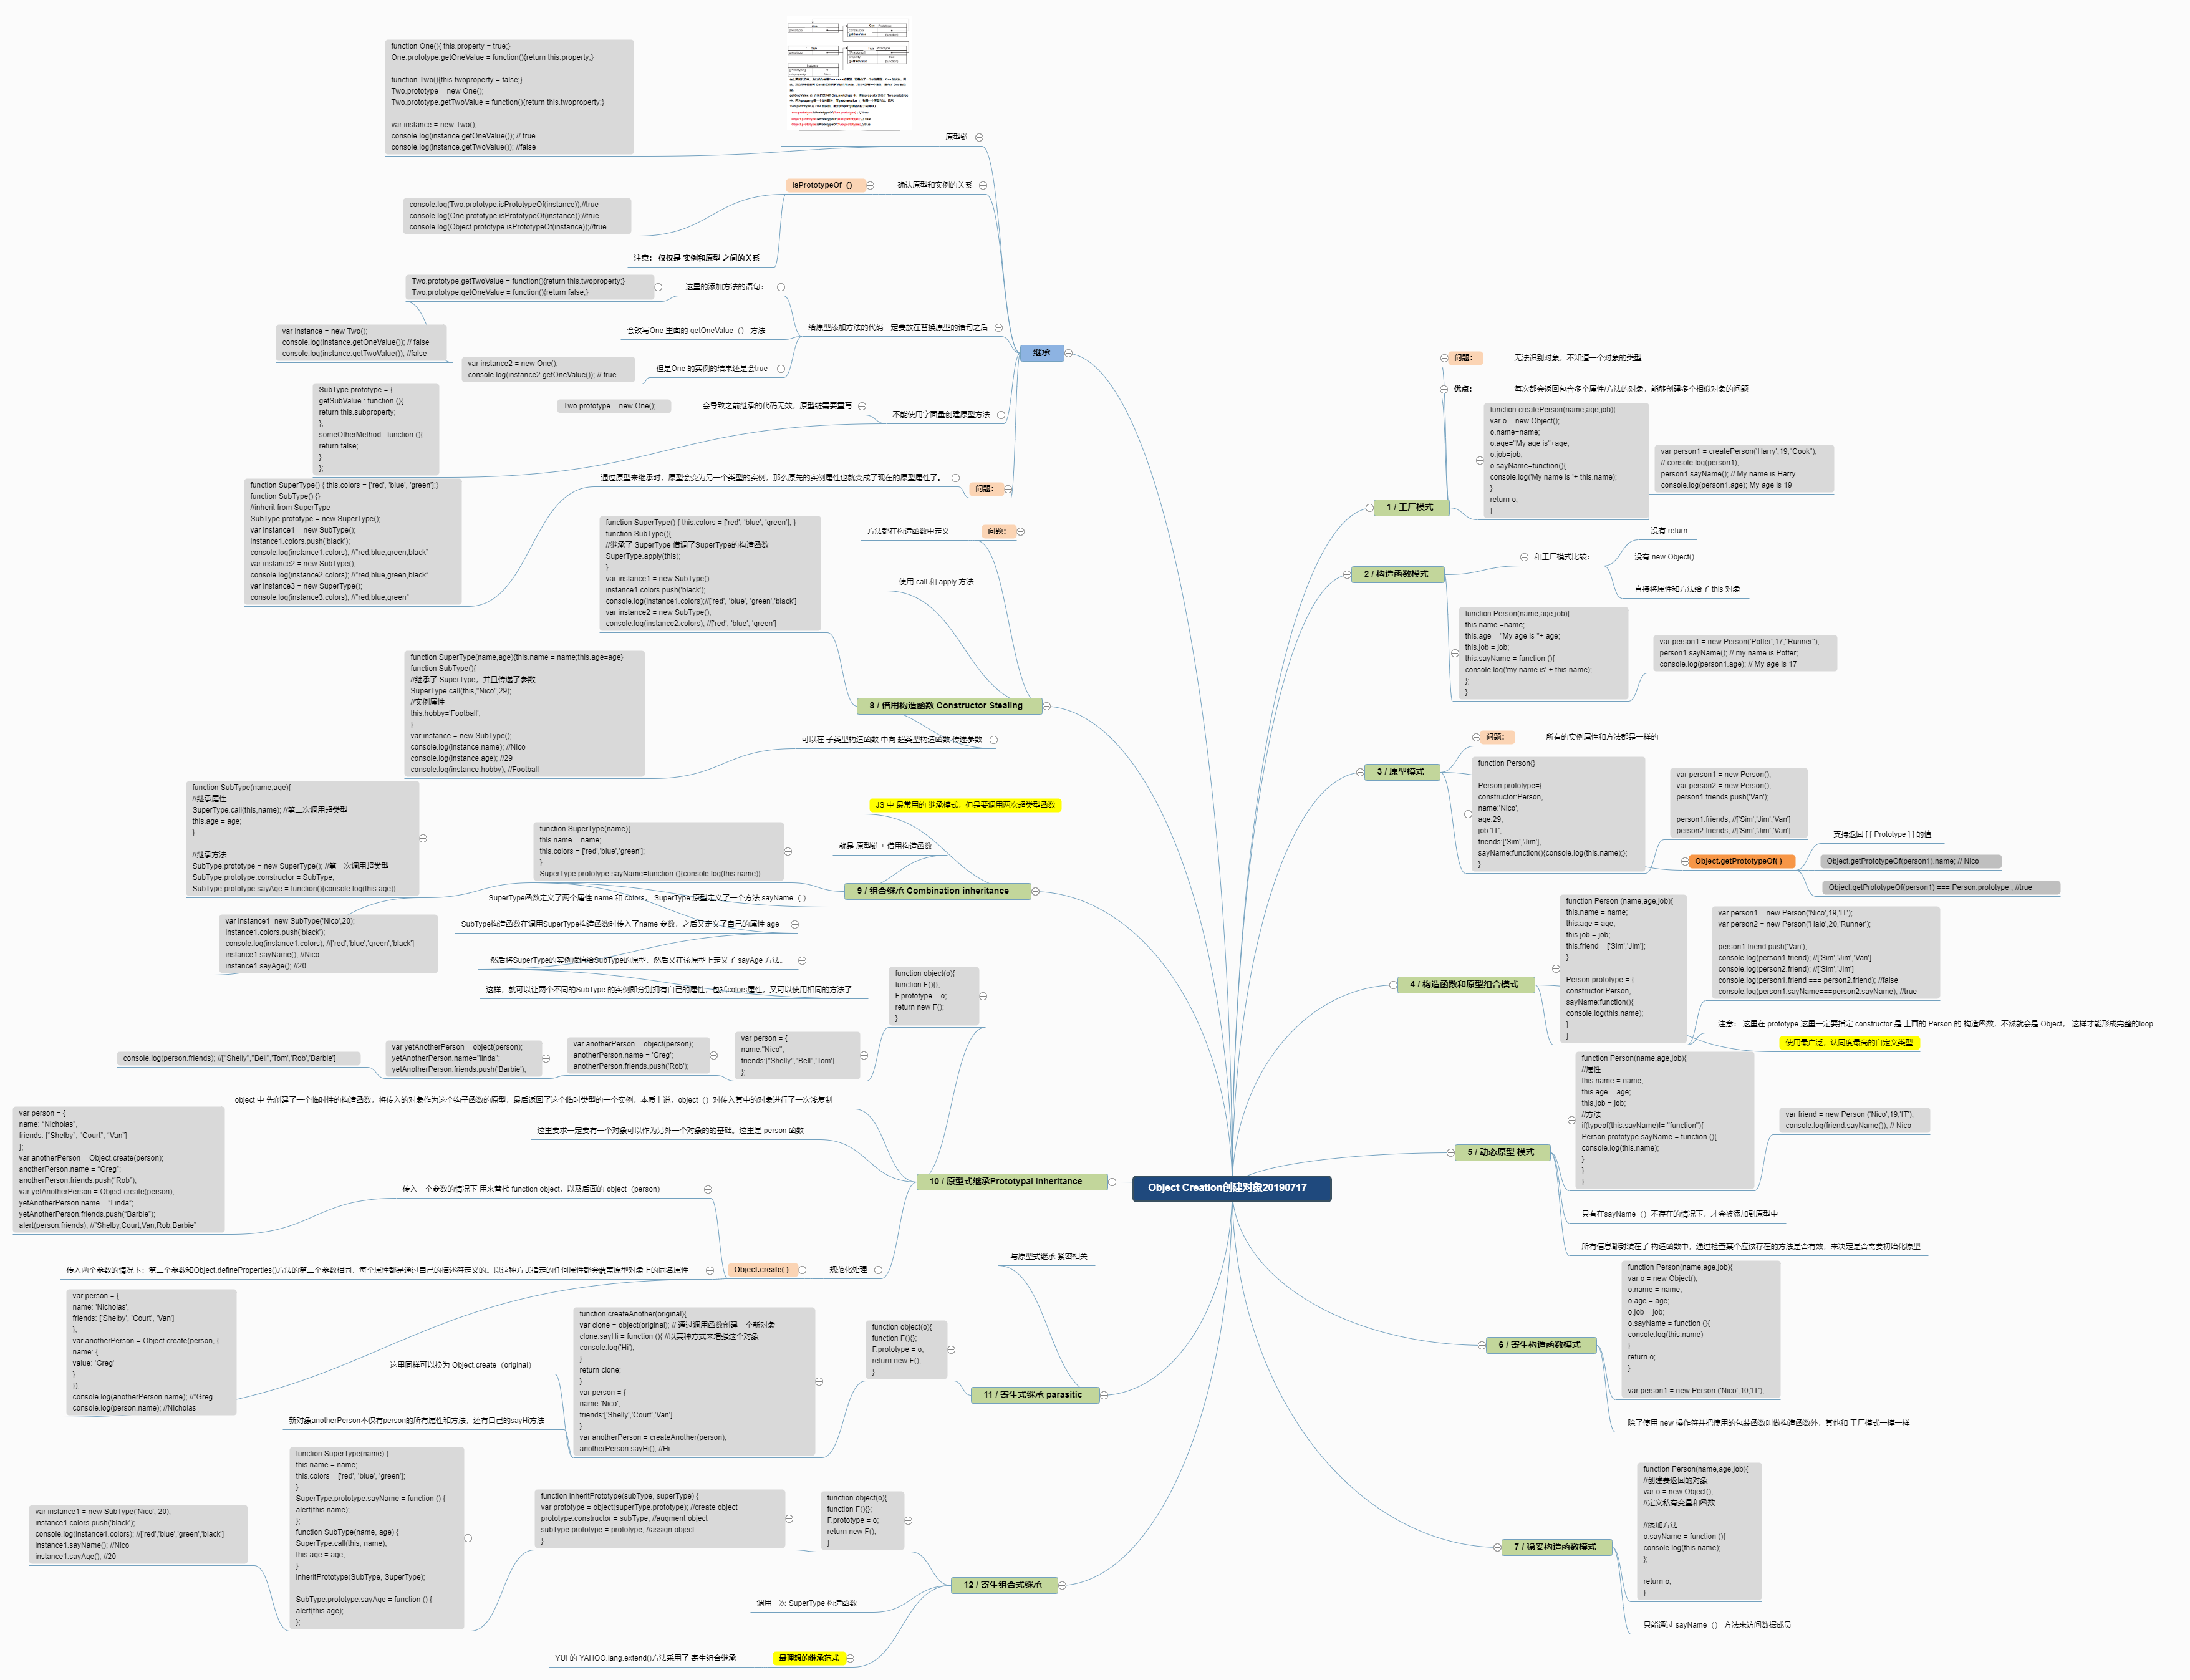 Object Creation创建对象20190717
1 / 工厂模式
问题：
无法识别对象，不知道一个对象的类型
优点：
每次都会返回包含多个属性/方法的对象，能够创建多个相似对象的问题
function createPerson(name,age,job){
var o = new Object();
o.name=name;
o.age="My age is"+age;
o.job=job;
o.sayName=function(){
console.log('My name is '+ this.name);
}
return o;
}
var person1 = createPerson('Harry',19,"Cook");
// console.log(person1);
person1.sayName(); // My name is Harry
console.log(person1.age); My age is 19
2 / 构造函数模式
和工厂模式比较：
没有 return
没有 new Object()
直接将属性和方法给了 this 对象
function Person(name,age,job){
this.name =name;
this.age = "My age is "+ age;
this.job = job;
this.sayName = function (){
console.log('my name is' + this.name);
};
}
var person1 = new Person('Potter',17,"Runner");
person1.sayName(); // my name is Potter;
console.log(person1.age); // My age is 17
3 / 原型模式
问题：
所有的实例属性和方法都是一样的
function Person{}
Person.prototype={
constructor:Person,
name:'Nico',
age:29,
job:'IT',
friends:['Sim','Jim'],
sayName:function(){console.log(this.name);};
}
var person1 = new Person();
var person2 = new Person();
person1.friends.push('Van');
person1.friends; //['Sim','Jim','Van']
person2.friends; //['Sim','Jim','Van']
Object.getPrototypeOf( )
支持返回 [ [ Prototype ] ] 的值
Object.getPrototypeOf(person1).name; // Nico
Object.getPrototypeOf(person1) === Person.prototype ; //true
4 / 构造函数和原型组合模式
function Person (name,age,job){
this.name = name;
this.age = age;
this.job = job;
this.friend = ['Sim','Jim'];
}
Person.prototype = {
constructor:Person,
sayName:function(){
console.log(this.name);
}
}
var person1 = new Person('Nico',19,'IT');
var person2 = new Person('Halo',20,'Runner');
person1.friend.push('Van');
console.log(person1.friend); //['Sim','Jim','Van']
console.log(person2.friend); //['Sim','Jim']
console.log(person1.friend === person2.friend); //false
console.log(person1.sayName===person2.sayName); //true
注意： 这里在 prototype 这里一定要指定 constructor 是 上面的 Person 的 构造函数，不然就会是 Object， 这样才能形成完整的loop
使用最广泛，认同度最高的自定义类型
5 / 动态原型 模式
function Person(name,age,job){
//属性
this.name = name;
this.age = age;
this.job = job;
//方法
if(typeof(this.sayName)!= "function"){
Person.prototype.sayName = function (){
console.log(this.name);
}
}
}
var friend = new Person ('Nico',19,'IT');
console.log(friend.sayName()); // Nico
只有在sayName（）不存在的情况下，才会被添加到原型中
所有信息都封装在了 构造函数中，通过检查某个应该存在的方法是否有效，来决定是否需要初始化原型
6 / 寄生构造函数模式
function Person(name,age,job){
var o = new Object();
o.name = name;
o.age = age;
o.job = job;
o.sayName = function (){
console.log(this.name)
}
return o;
}
var person1 = new Person ('Nico',10,'IT');
除了使用 new 操作符并把使用的包装函数叫做构造函数外，其他和 工厂模式一模一样
7 / 稳妥构造函数模式
function Person(name,age,job){
//创建要返回的对象
var o = new Object();
//定义私有变量和函数
//添加方法
o.sayName = function (){
console.log(this.name);
};
return o;
}
只能通过 sayName（） 方法来访问数据成员
继承
原型链
function One(){ this.property = true;}
One.prototype.getOneValue = function(){return this.property;}
function Two(){this.twoproperty = false;}
Two.prototype = new One();
Two.prototype.getTwoValue = function(){return this.twoproperty;}
var instance = new Two();
console.log(instance.getOneValue()); // true
console.log(instance.getTwoValue()); //false
确认原型和实例的关系
isPrototypeOf（）
console.log(Two.prototype.isPrototypeOf(instance));//true
console.log(One.prototype.isPrototypeOf(instance));//true
console.log(Object.prototype.isPrototypeOf(instance));//true
注意： 仅仅是 实例和原型 之间的关系
给原型添加方法的代码一定要放在替换原型的语句之后
这里的添加方法的语句：
Two.prototype.getTwoValue = function(){return this.twoproperty;}
Two.prototype.getOneValue = function(){return false;}
var instance = new Two();
console.log(instance.getOneValue()); // false
console.log(instance.getTwoValue()); //false
会改写One 里面的 getOneValue（） 方法
但是One 的实例的结果还是会true
var instance2 = new One();
console.log(instance2.getOneValue()); // true
不能使用字面量创建原型方法
会导致之前继承的代码无效，原型链需要重写
Two.prototype = new One();
SubType.prototype = {
getSubValue : function (){
return this.subproperty;
},
someOtherMethod : function (){
return false;
}
};
问题：
通过原型来继承时，原型会变为另一个类型的实例，那么原先的实例属性也就变成了现在的原型属性了。
function SuperType() { this.colors = ['red', 'blue', 'green'];}
function SubType() {}
//inherit from SuperType
SubType.prototype = new SuperType();
var instance1 = new SubType();
instance1.colors.push('black');
console.log(instance1.colors); //"red,blue,green,black"
var instance2 = new SubType();
console.log(instance2.colors); //"red,blue,green,black"
var instance3 = new SuperType();
console.log(instance3.colors); //"red,blue,green"
8 / 借用构造函数 Constructor Stealing
问题：
方法都在构造函数中定义
使用 call 和 apply 方法
function SuperType() { this.colors = ['red', 'blue', 'green']; }
function SubType(){
//继承了 SuperType 借调了SuperType的构造函数
SuperType.apply(this);
}
var instance1 = new SubType()
instance1.colors.push('black');
console.log(instance1.colors);//['red', 'blue', 'green','black']
var instance2 = new SubType();
console.log(instance2.colors); //['red', 'blue', 'green']
可以在 子类型构造函数 中向 超类型构造函数 传递参数
function SuperType(name,age){this.name = name;this.age=age}
function SubType(){
//继承了 SuperType，并且传递了参数
SuperType.call(this,"Nico",29);
//实例属性
this.hobby='Football';
}
var instance = new SubType();
console.log(instance.name); //Nico
console.log(instance.age); //29
console.log(instance.hobby); //Football
9 / 组合继承 Combination inheritance
JS 中 最常用的 继承模式，但是要调用两次超类型函数
就是 原型链 + 借用构造函数
function SuperType(name){
this.name = name;
this.colors = ['red','blue','green'];
}
SuperType.prototype.sayName=function (){console.log(this.name)}
function SubType(name,age){
//继承属性
SuperType.call(this,name); //第二次调用超类型
this.age = age;
}
//继承方法
SubType.prototype = new SuperType(); //第一次调用超类型
SubType.prototype.constructor = SubType;
SubType.prototype.sayAge = function(){console.log(this.age)}
var instance1=new SubType('Nico',20);
instance1.colors.push('black');
console.log(instance1.colors); //['red','blue','green','black']
instance1.sayName(); //Nico
instance1.sayAge(); //20
SuperType函数定义了两个属性 name 和 colors， SuperType 原型定义了一个方法 sayName（ ）
SubType构造函数在调用SuperType构造函数时传入了name 参数，之后又定义了自己的属性 age
然后将SuperType的实例赋值给SubType的原型，然后又在该原型上定义了 sayAge 方法。
这样，就可以让两个不同的SubType 的实例即分别拥有自己的属性，包括colors属性，又可以使用相同的方法了
10 / 原型式继承Prototypal Inheritance
function object(o){
function F(){};
F.prototype = o;
return new F();
}
var person = {
name:"Nico",
friends:["Shelly","Bell","Tom']
};
var anotherPerson = object(person);
anotherPerson.name = 'Greg';
anotherPerson.friends.push('Rob');
var yetAnotherPerson = object(person);
yetAnotherPerson.name="linda";
yetAnotherPerson.friends.push('Barbie');
console.log(person.friends); //["Shelly","Bell","Tom','Rob','Barbie']
object 中 先创建了一个临时性的构造函数，将传入的对象作为这个钩子函数的原型，最后返回了这个临时类型的一个实例，本质上说，object（）对传入其中的对象进行了一次浅复制
这里要求一定要有一个对象可以作为另外一个对象的的基础。这里是 person 函数
规范化处理
Object.create( )
传入一个参数的情况下 用来替代 function object，以及后面的 object（person）
var person = {
name: “Nicholas”,
friends: [“Shelby”, “Court”, “Van”]
};
var anotherPerson = Object.create(person);
anotherPerson.name = “Greg”;
anotherPerson.friends.push(“Rob”);
var yetAnotherPerson = Object.create(person);
yetAnotherPerson.name = “Linda”;
yetAnotherPerson.friends.push(“Barbie”);
alert(person.friends); //”Shelby,Court,Van,Rob,Barbie”
传入两个参数的情况下：第二个参数和Object.defineProperties()方法的第二个参数相同，每个属性都是通过自己的描述符定义的。以这种方式指定的任何属性都会覆盖原型对象上的同名属性
var person = {
name: 'Nicholas',
friends: ['Shelby', 'Court', 'Van']
};
var anotherPerson = Object.create(person, {
name: {
value: 'Greg'
}
});
console.log(anotherPerson.name); //”Greg
console.log(person.name); //Nicholas
11 / 寄生式继承 parasitic
与原型式继承 紧密相关
function object(o){
function F(){};
F.prototype = o;
return new F();
}
function createAnother(original){
var clone = object(original); // 通过调用函数创建一个新对象
clone.sayHi = function (){ //以某种方式来增强这个对象
console.log('Hi');
}
return clone;
}
var person = {
name:'Nico',
friends:['Shelly','Court','Van']
}
var anotherPerson = createAnother(person);
anotherPerson.sayHi(); //Hi
这里同样可以换为 Object.create（original）
新对象anotherPerson不仅有person的所有属性和方法，还有自己的sayHi方法
12 / 寄生组合式继承
function object(o){
function F(){};
F.prototype = o;
return new F();
}
function inheritPrototype(subType, superType) {
var prototype = object(superType.prototype); //create object
prototype.constructor = subType; //augment object
subType.prototype = prototype; //assign object
}
function SuperType(name) {
this.name = name;
this.colors = ['red', 'blue', 'green'];
}
SuperType.prototype.sayName = function () {
alert(this.name);
};
function SubType(name, age) {
SuperType.call(this, name);
this.age = age;
}
inheritPrototype(SubType, SuperType);
SubType.prototype.sayAge = function () {
alert(this.age);
};
var instance1 = new SubType('Nico', 20);
instance1.colors.push('black');
console.log(instance1.colors); //['red','blue','green','black']
instance1.sayName(); //Nico
instance1.sayAge(); //20
调用一次 SuperType 构造函数
最理想的继承范式
YUI 的 YAHOO.lang.extend()方法采用了 寄生组合继承